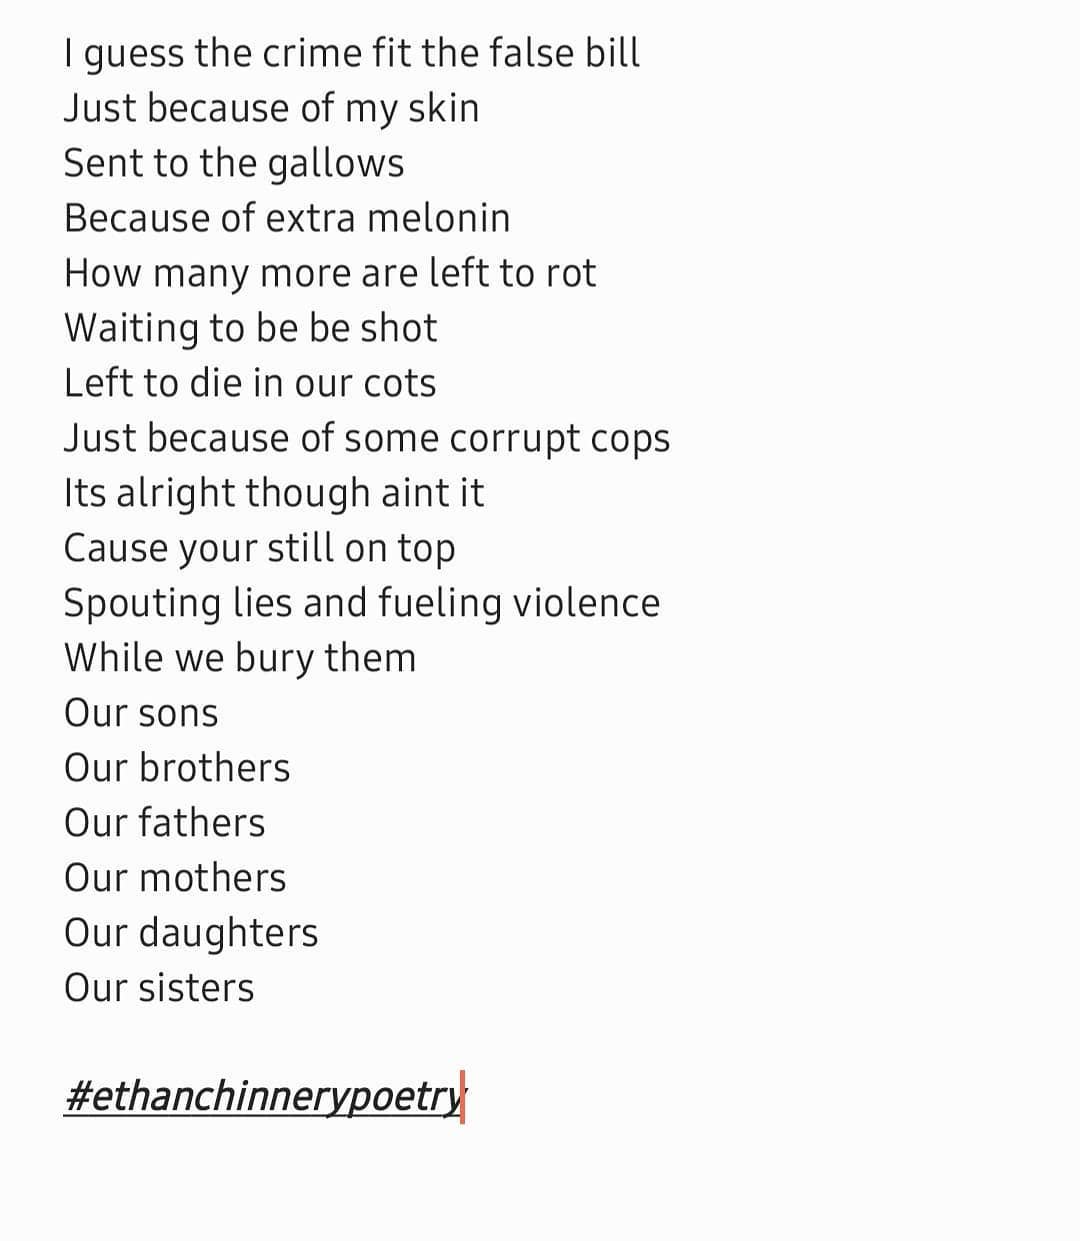 I guess the crime fit the false bill
Just because of my skin
Sent to the gallows
Because of extra melonin
How many more are left to rot
Waiting to be be shot
Left to die in our cots
Just because of some corrupt cops
Its alright though aint it
Cause your still on top
Spouting lies and fueling violence
While we bury them
Our sons
Our brothers
Our fathers
Our mothers
Our daughters
Our sisters
#ethanchinnerypoetry